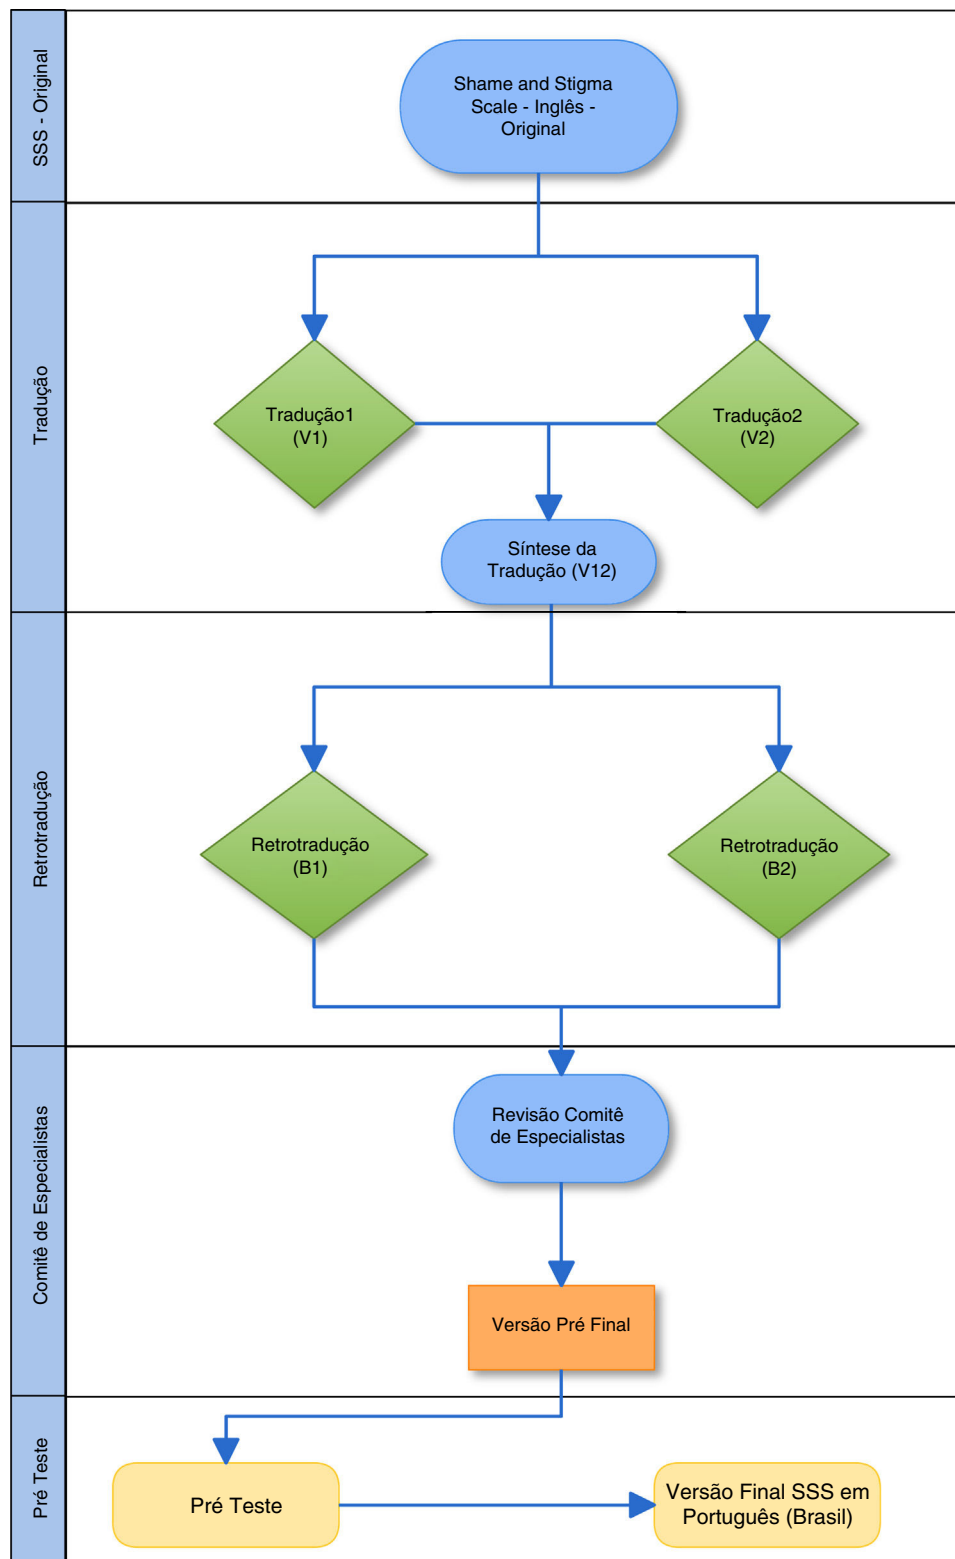 SSS - Original
Shame and Stigma
Scale - Inglês -
Original
Tradução
Tradução1
(V1)
Tradução2
(V2)
Síntese da
Tradução (V12)
Retrotradução
Retrotradução
(B1)
Retrotradução
(B2)
Comitê de Especialistas
Revisão Comitê
de Especialistas
Versão Pré Final
Pré Teste
Pré Teste
Versão Final SSS em
Português (Brasil)